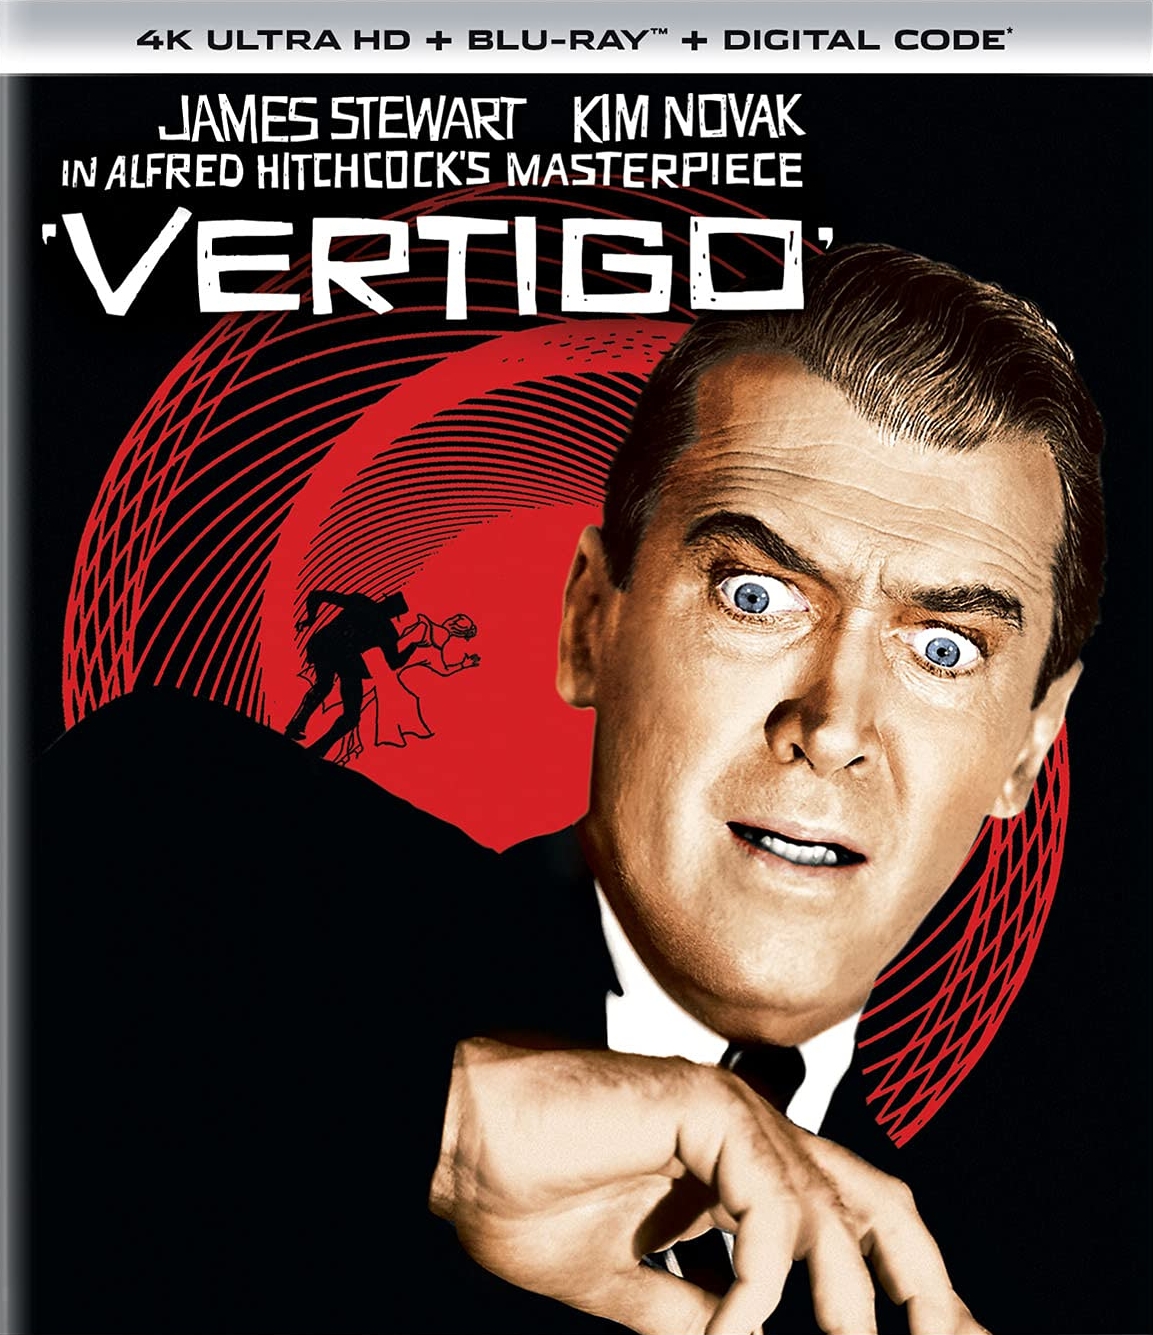 4K ULTRA HD + BLU-RAY™ + DIGITAL CODE*
JAMES STEWART KIM NOVAK
IN ALFRED HITCHCOCK'S MASTERPIECE
'VERTIGO'